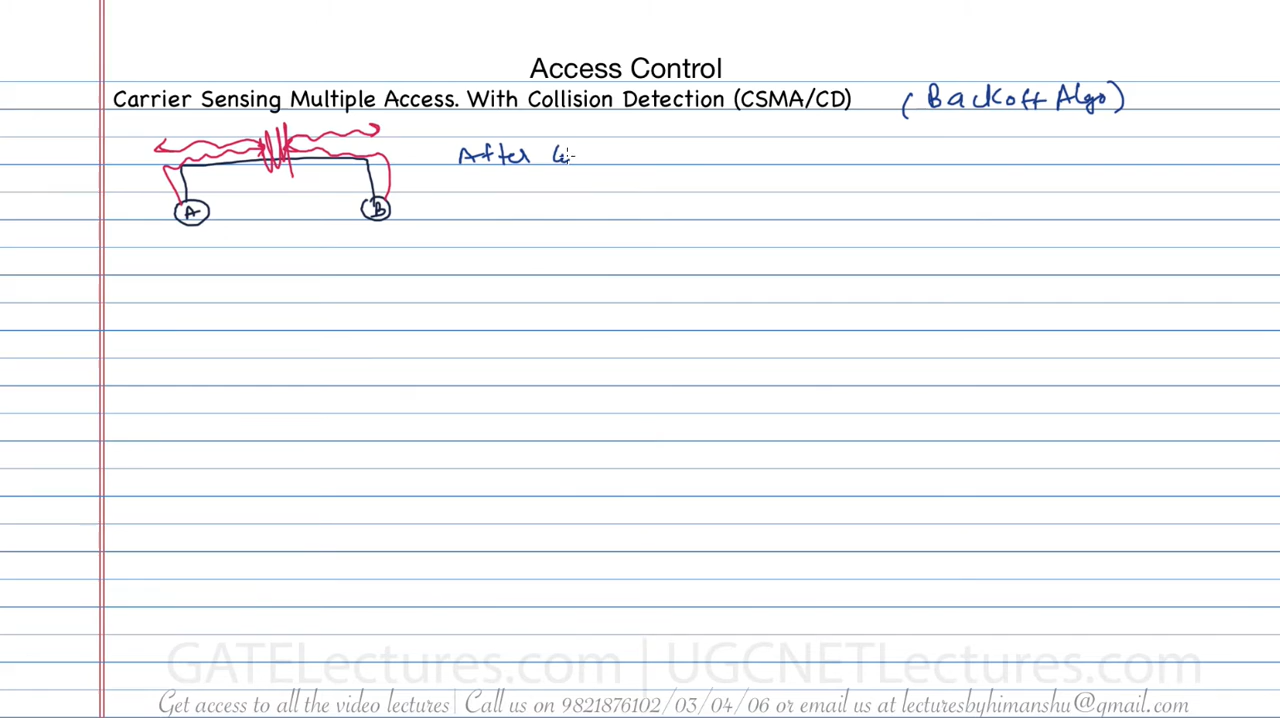 Access Control
Carrier Sensing Multiple Access. With Collision Detection (CSMA/CD) (Backoff Algo)
After
A
B
GATELectures.com | UGCNETLectures.com
Get access to all the video lectures | Call us on 9821876102/03/04/06 or email us at lecturesbyhimanshu@gmail.com